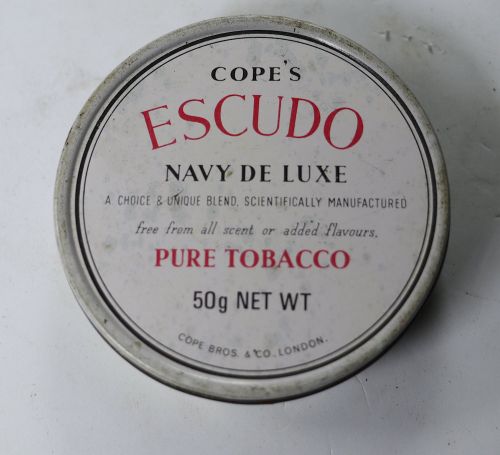 COPE'S
ESCUDO
NAVY DE LUXE
A CHOICE & UNIQUE BLEND, SCIENTIFICALLY MANUFACTURED
free from all scent or added flavours.
PURE TOBACCO
50g NET WT
COPE BROS. & CO., LONDON.